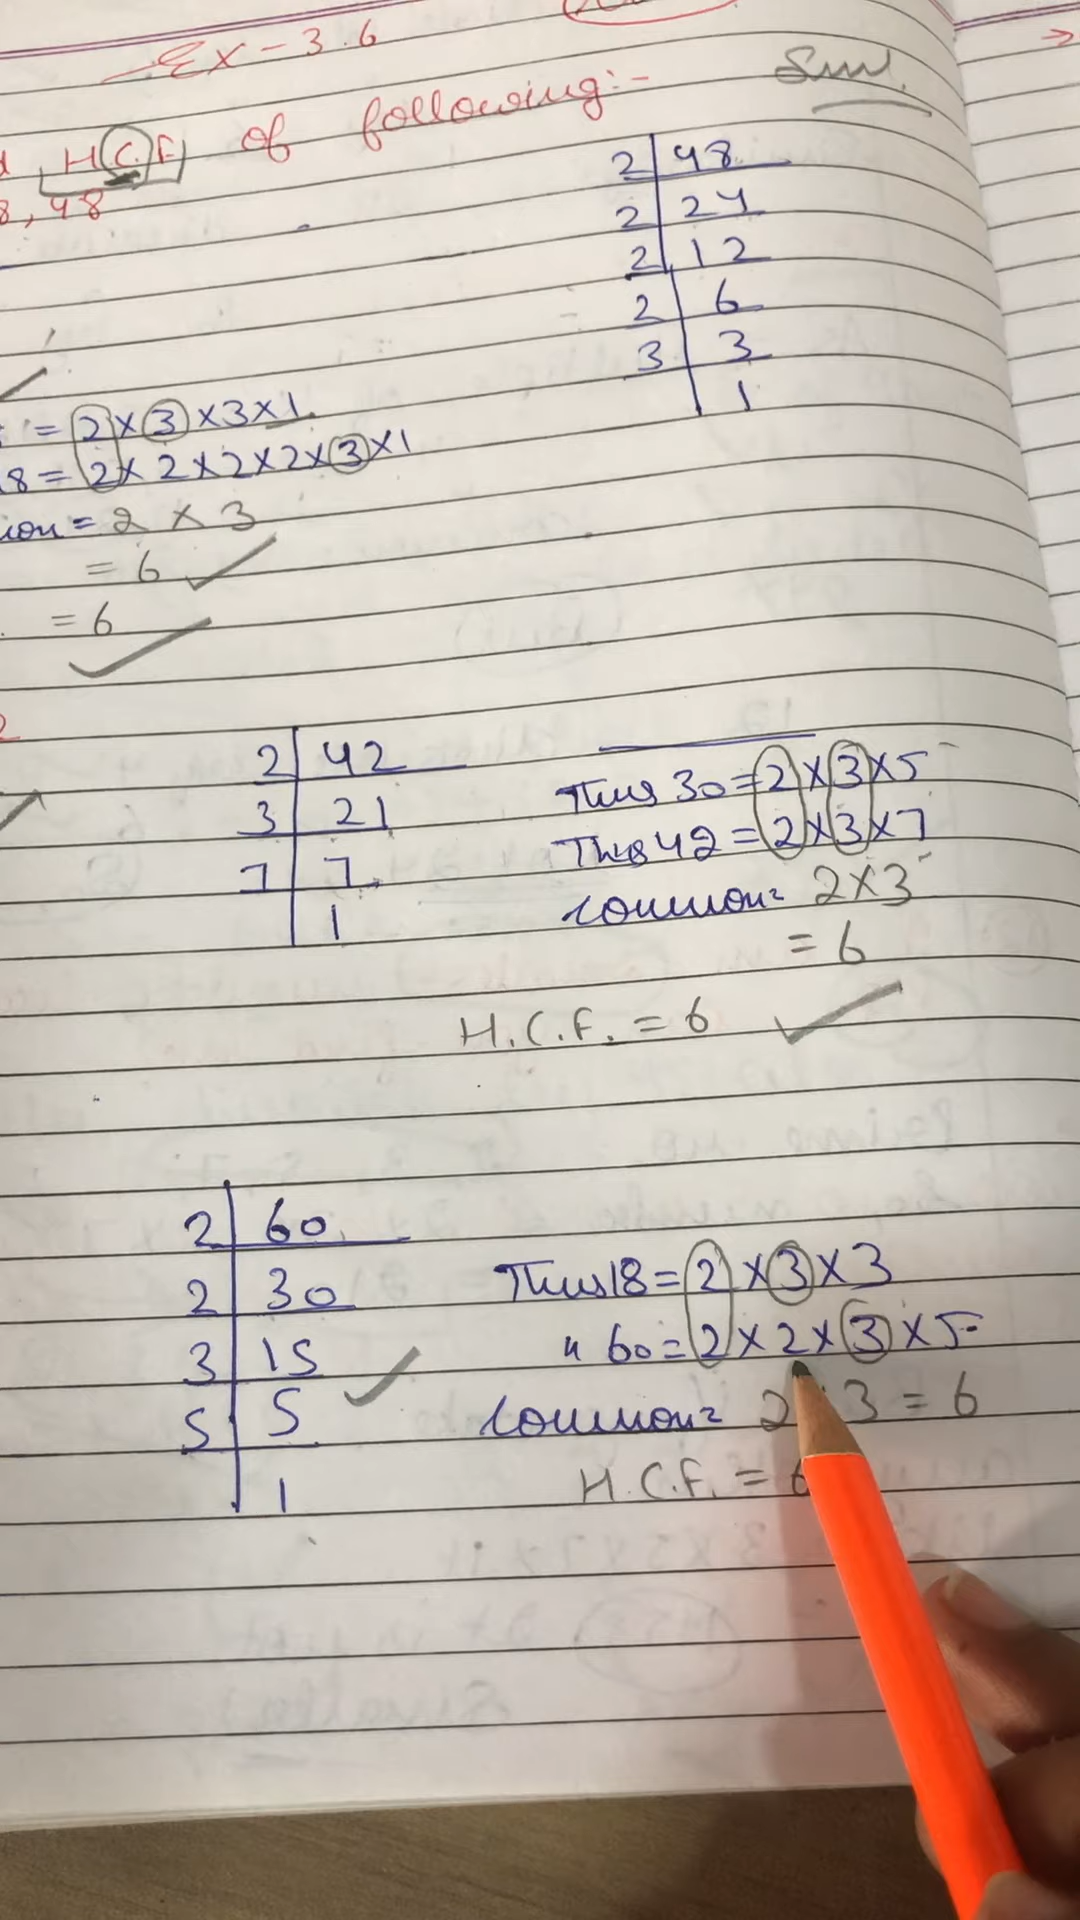 Ex-3.6
H.C.F of following:-
8, 48
2 48
2 24
2 12
2 6
3 3
1
= 2×3×3×1
8= 2×2×2×2×3×1
= 2 × 3
= 6
= 6
2 42
3 21
7 7
1
Thus 30=2×3×5
Thus 42=2×3×7
common= 2×3
= 6
H.C.F. = 6
2 60
2 30
3 15
5 5
1
Thus 18=2×3×3
" 60=2×2×3×5
common= 2 3 = 6
H.C.F. = 6